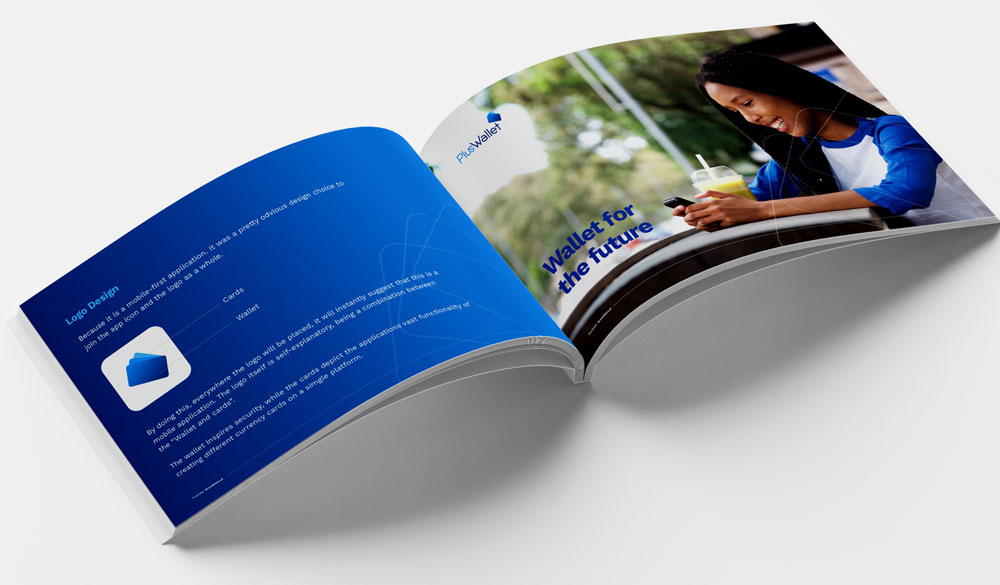 Logo Design
Because it is a mobile-first application, it was a pretty odvious design choice to
join the app icon and the logo as a whole.
Cards
Wallet
By doing this, everywhere the logo will be placed, it will instantly suggest that this is a
mobile application. The logo itself is self-explanatory, being a combination between
the "Wallet and cards".
The wallet inspires security, while the cards depict the applications vast functionality of
creating different currency cards on a simgle platform.
PlusWallet
Wallet for
the future